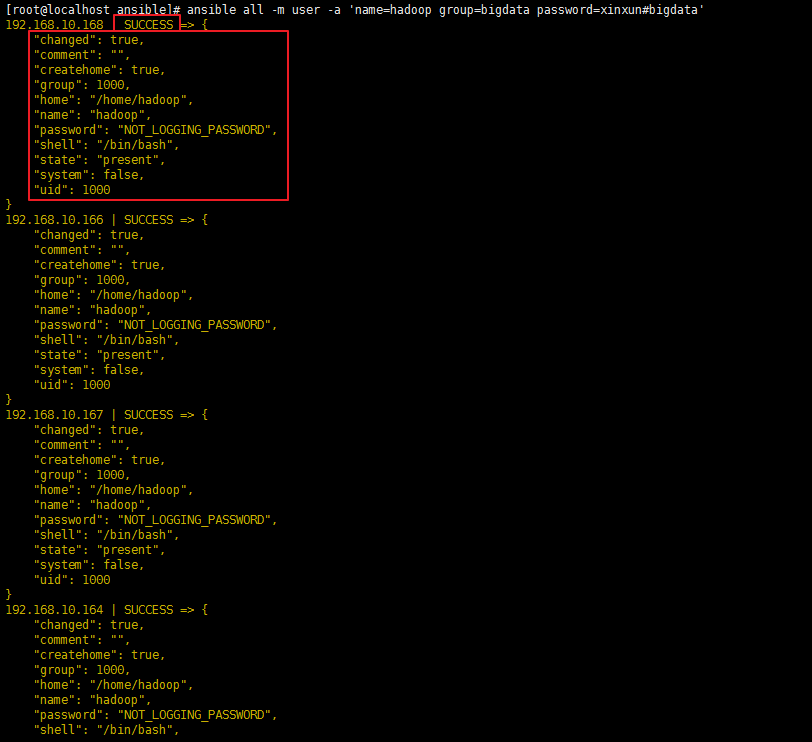 [root@localhost ansible]# ansible all -m user -a 'name=hadoop group=bigdata password=xinxun#bigdata'
192.168.10.168 | SUCCESS => {
    "changed": true,
    "comment": "",
    "createhome": true,
    "group": 1000,
    "home": "/home/hadoop",
    "name": "hadoop",
    "password": "NOT_LOGGING_PASSWORD",
    "shell": "/bin/bash",
    "state": "present",
    "system": false,
    "uid": 1000
}
192.168.10.166 | SUCCESS => {
    "changed": true,
    "comment": "",
    "createhome": true,
    "group": 1000,
    "home": "/home/hadoop",
    "name": "hadoop",
    "password": "NOT_LOGGING_PASSWORD",
    "shell": "/bin/bash",
    "state": "present",
    "system": false,
    "uid": 1000
}
192.168.10.167 | SUCCESS => {
    "changed": true,
    "comment": "",
    "createhome": true,
    "group": 1000,
    "home": "/home/hadoop",
    "name": "hadoop",
    "password": "NOT_LOGGING_PASSWORD",
    "shell": "/bin/bash",
    "state": "present",
    "system": false,
    "uid": 1000
}
192.168.10.164 | SUCCESS => {
    "changed": true,
    "comment": "",
    "createhome": true,
    "group": 1000,
    "home": "/home/hadoop",
    "name": "hadoop",
    "password": "NOT_LOGGING_PASSWORD",
    "shell": "/bin/bash",